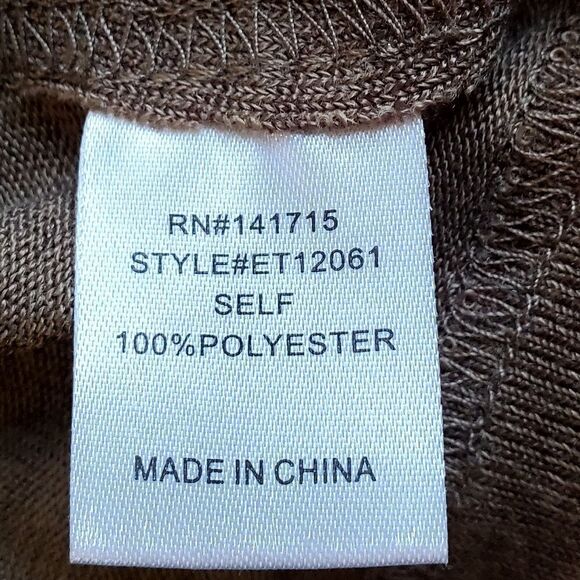 RN#141715
STYLE#ET12061
SELF
100%POLYESTER
MADE IN CHINA